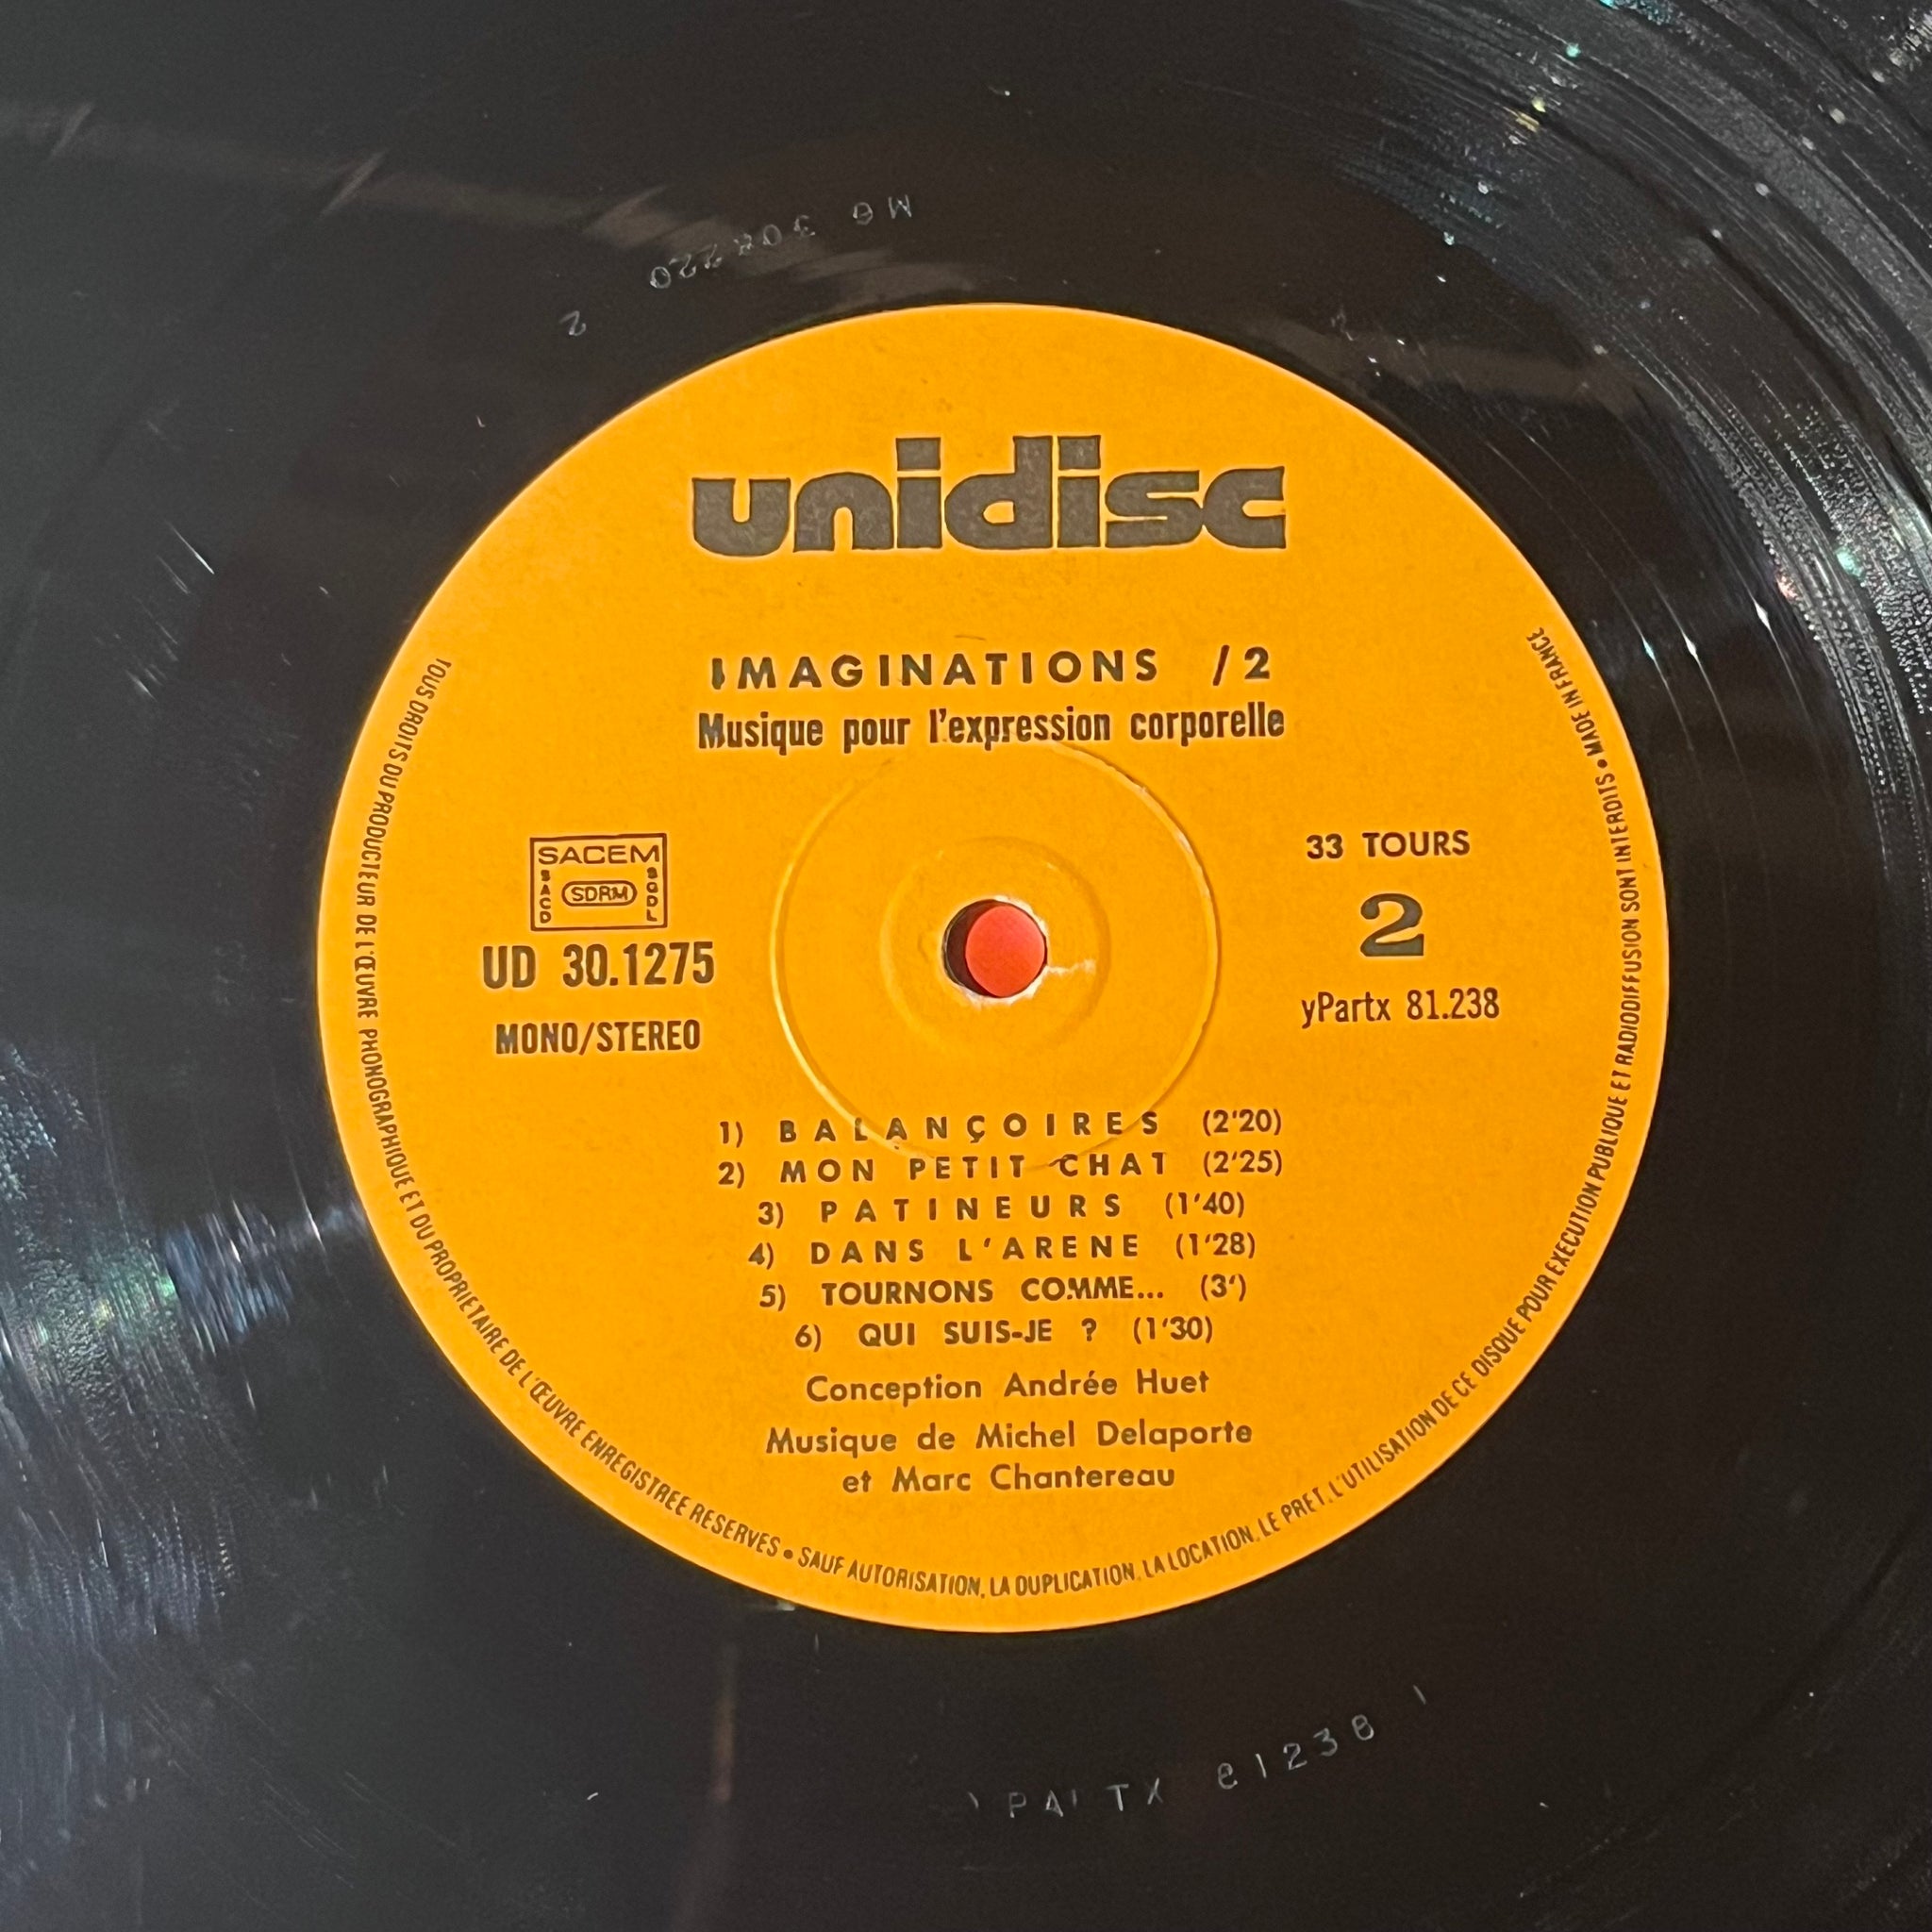 MG 308220 2
unidisc
IMAGINATIONS /2
Musique pour l'expression corporelle
SACEM
SACD
SDRM
SGDL
UD 30.1275
MONO/STEREO
33 TOURS
2
yPartx 81.238
1) BALANÇOIRES (2'20)
2) MON PETIT CHAT (2'25)
3) PATINEURS (1'40)
4) DANS L'ARENE (1'28)
5) TOURNONS COMME... (3')
6) QUI SUIS-JE ? (1'30)
Conception Andrée Huet
Musique de Michel Delaporte
et Marc Chantereau
TOUS DROITS DU PRODUCTEUR DE L'ŒUVRE PHONOGRAPHIQUE ET DU PROPRIETAIRE DE L'ŒUVRE ENREGISTREE RESERVES • SAUF AUTORISATION, LA DUPLICATION, LA LOCATION, LE PRET, L'UTILISATION DE CE DISQUE POUR EXECUTION PUBLIQUE ET RADIODIFFUSION SONT INTERDITS • MADE IN FRANCE
PARTX 81238 1